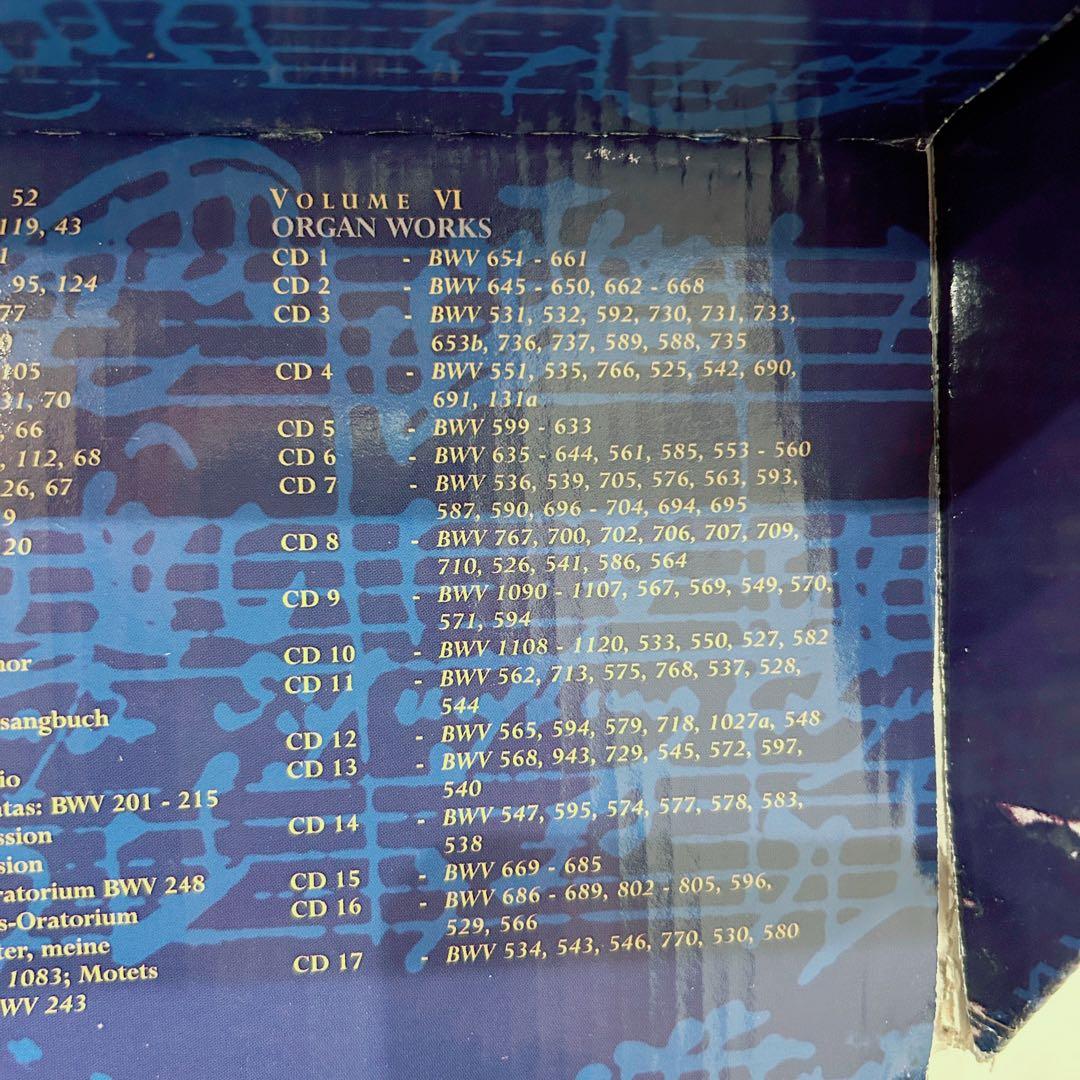 52
119, 43
1
, 95, 124
77
9
105
31, 70
, 66
, 112, 68
26, 67
9
20
nor
sangbuch
io
tas: BWV 201 - 215
ssion
sion
ratorium BWV 248
s-Oratorium
ter, meine
1083; Motets
WV 243
VOLUME VI
ORGAN WORKS
CD 1 - BWV 651 - 661
CD 2 - BWV 645 - 650, 662 - 668
CD 3 - BWV 531, 532, 592, 730, 731, 733,
653b, 736, 737, 589, 588, 735
CD 4 - BWV 551, 535, 766, 525, 542, 690,
691, 131a
CD 5 - BWV 599 - 633
CD 6 - BWV 635 - 644, 561, 585, 553 - 560
CD 7 - BWV 536, 539, 705, 576, 563, 593,
587, 590, 696 - 704, 694, 695
CD 8 - BWV 767, 700, 702, 706, 707, 709,
710, 526, 541, 586, 564
CD 9 - BWV 1090 - 1107, 567, 569, 549, 570,
571, 594
CD 10 - BWV 1108 - 1120, 533, 550, 527, 582
CD 11 - BWV 562, 713, 575, 768, 537, 528,
544
CD 12 - BWV 565, 594, 579, 718, 1027a, 548
CD 13 - BWV 568, 943, 729, 545, 572, 597,
540
CD 14 - BWV 547, 595, 574, 577, 578, 583,
538
CD 15 - BWV 669 - 685
CD 16 - BWV 686 - 689, 802 - 805, 596,
529, 566
CD 17 - BWV 534, 543, 546, 770, 530, 580